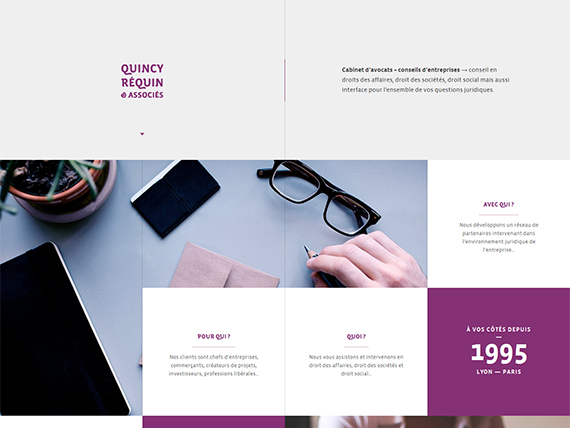 QUINCY
RÉQUIN
& ASSOCIÉS
Cabinet d'avocats – conseils d'entreprises — conseil en
droits des affaires, droit des sociétés, droit social mais aussi
interface pour l'ensemble de vos questions juridiques.
AVEC QUI ?
Nous développons un réseau de
partenaires intervenant dans
l'environnement juridique de
l'entreprise...
POUR QUI ?
Nos clients sont chefs d'entreprises,
commerçants, créateurs de projets,
investisseurs, professions libérales...
QUOI ?
Nous vous assistons et intervenons en
droit des affaires, droit des sociétés et
droit social...
À VOS CÔTÉS DEPUIS
—
1995
LYON — PARIS